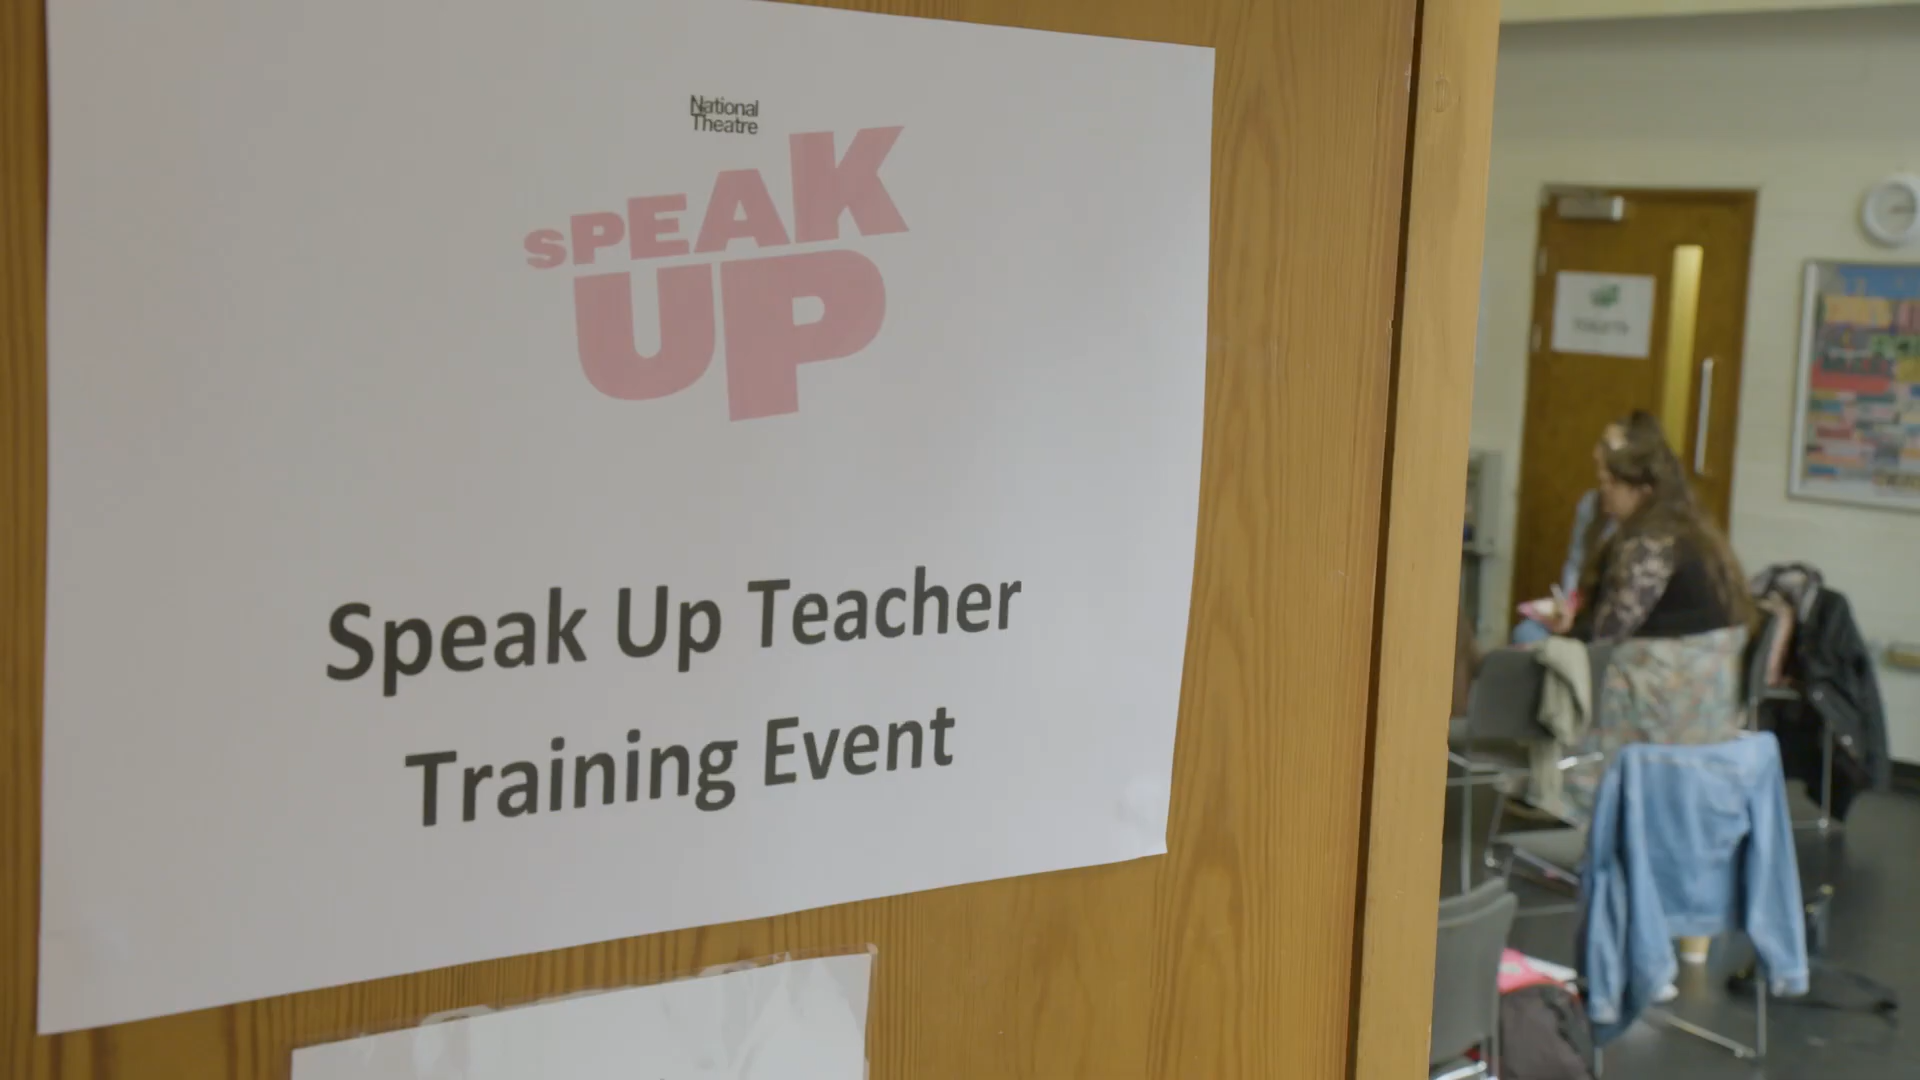 National
Theatre
SPEAK
UP
Speak Up Teacher
Training Event